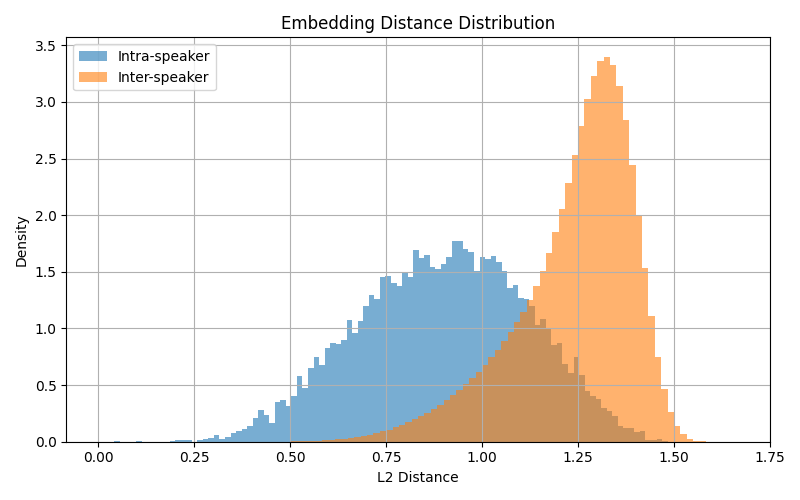 Embedding Distance Distribution
Intra-speaker
Inter-speaker
Density
3.5
3.0
2.5
2.0
1.5
1.0
0.5
0.0
0.00 0.25 0.50 0.75 1.00 1.25 1.50 1.75
L2 Distance